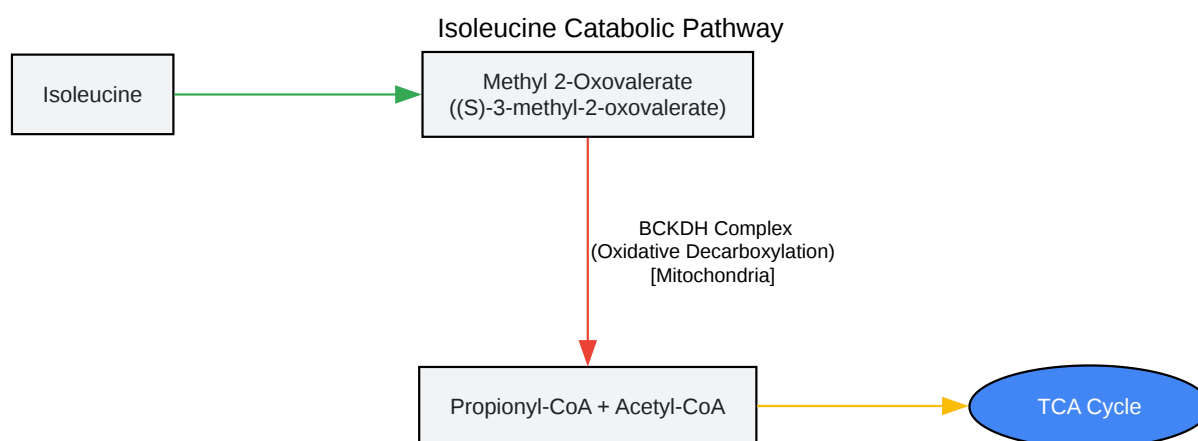 Isoleucine Catabolic Pathway
Isoleucine
Methyl 2-Oxovalerate
((S)-3-methyl-2-oxovalerate)
BCKDH Complex
(Oxidative Decarboxylation)
[Mitochondria]
Propionyl-CoA + Acetyl-CoA
TCA Cycle